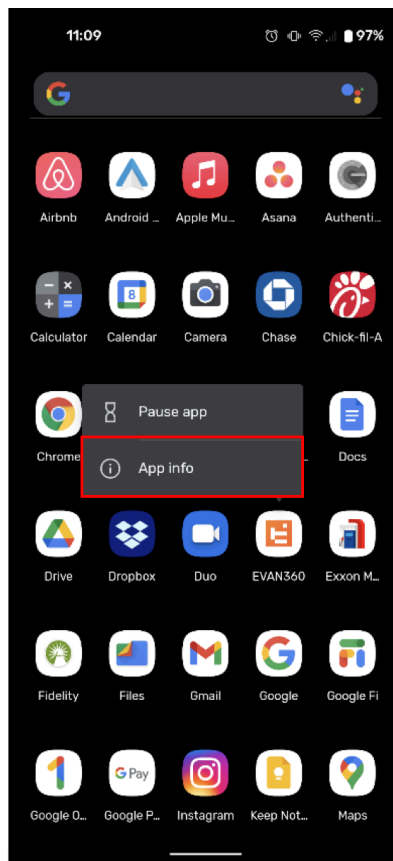 11:09 97%
Airbnb Android ... Apple Mu... Asana Authenti...
8
Calculator Calendar Camera Chase Chick-fil-A
Pause app
Chrome ... Docs
App info
Drive Dropbox Duo EVAN360 Exxon M...
Fidelity Files Gmail Google Google Fi
G Pay
Google O... Google P... Instagram Keep Not... Maps